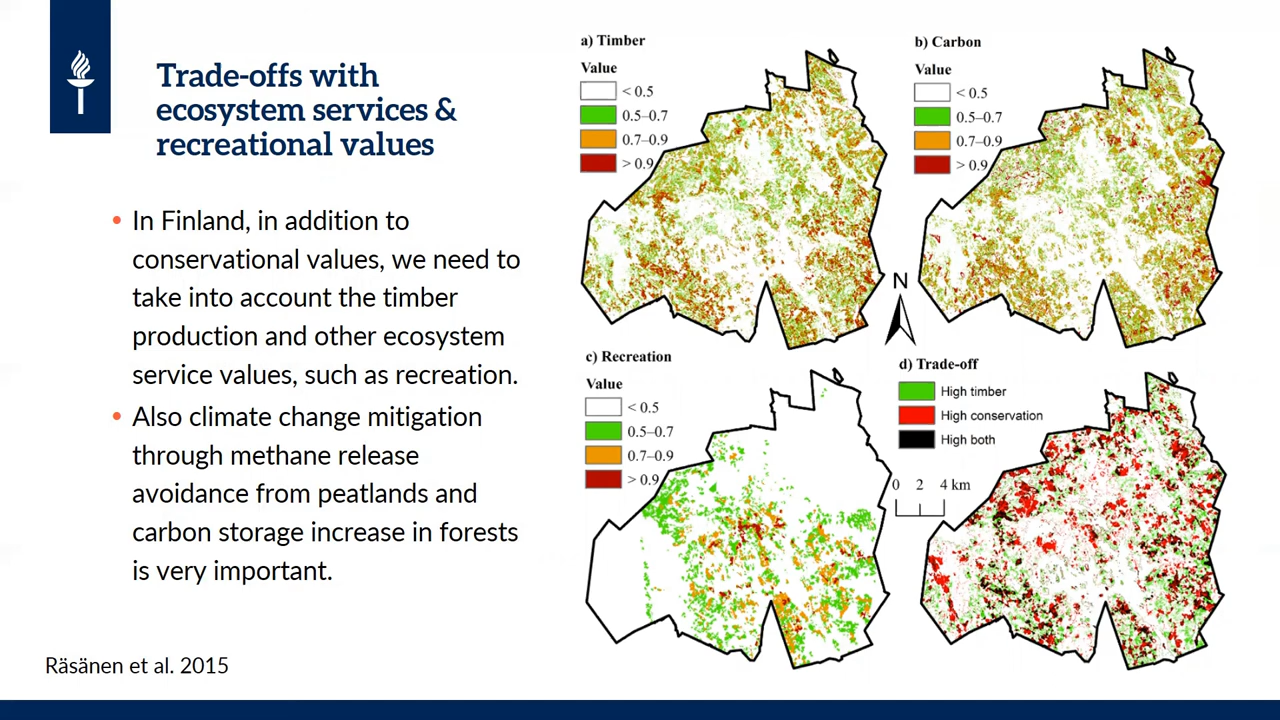 Trade-offs with
ecosystem services &
recreational values
• In Finland, in addition to
conservational values, we need to
take into account the timber
production and other ecosystem
service values, such as recreation.
• Also climate change mitigation
through methane release
avoidance from peatlands and
carbon storage increase in forests
is very important.
Räsänen et al. 2015
a) Timber
Value
< 0.5
0.5–0.7
0.7–0.9
> 0.9
b) Carbon
Value
< 0.5
0.5–0.7
0.7–0.9
> 0.9
N
c) Recreation
Value
< 0.5
0.5–0.7
0.7–0.9
> 0.9
d) Trade-off
High timber
High conservation
High both
0 2 4 km